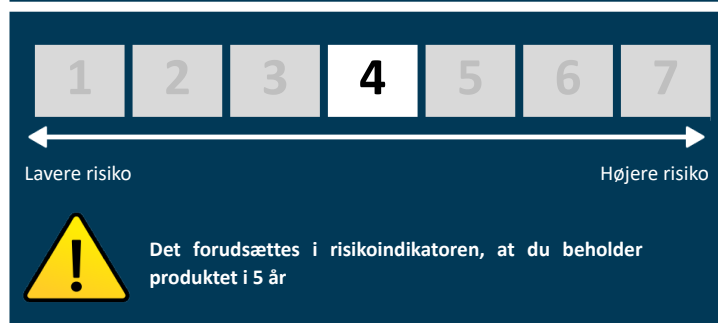 1 2 3 4 5 6 7
Lavere risiko Højere risiko
! Det forudsættes i risikoindikatoren, at du beholder
produktet i 5 år